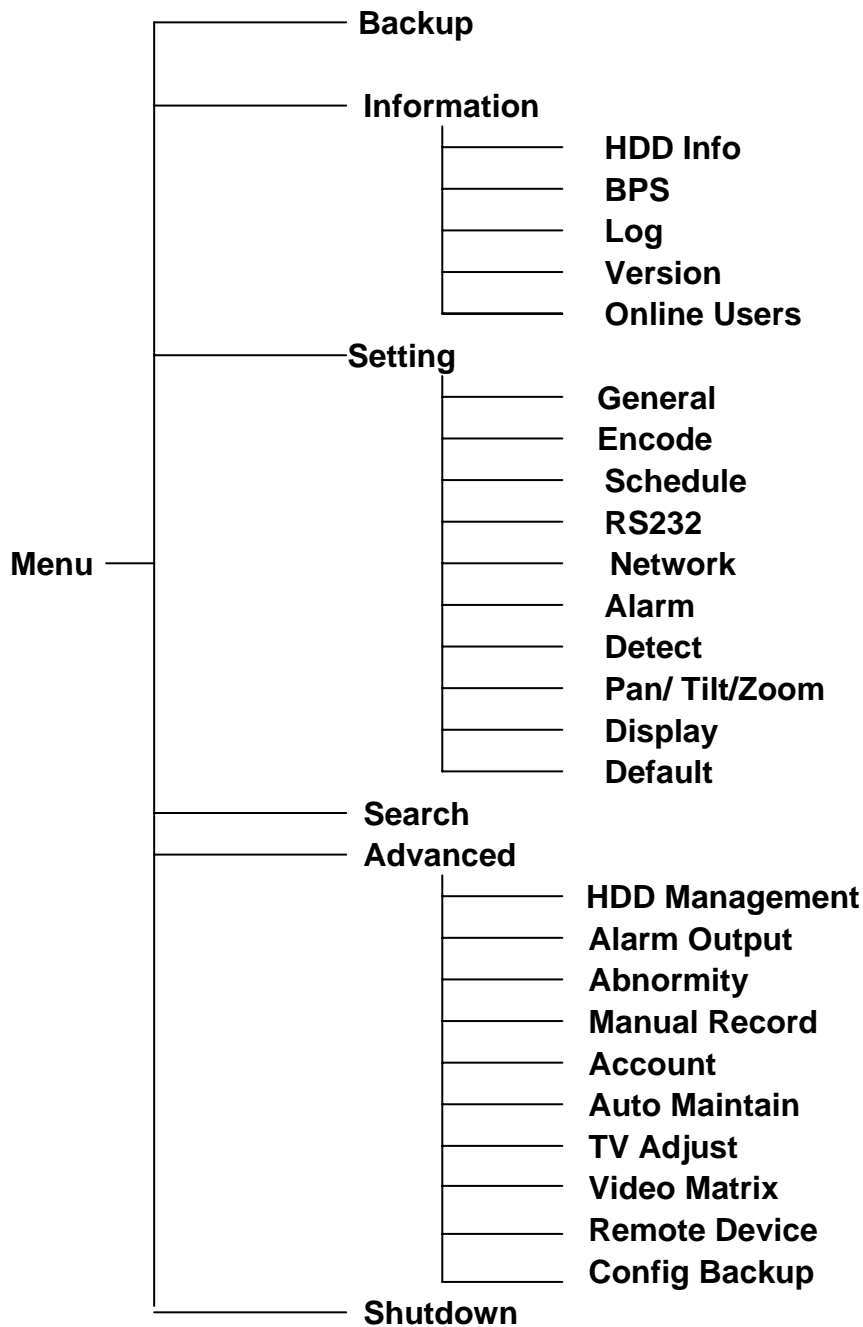 Backup
Information
HDD Info
BPS
Log
Version
Online Users
Setting
General
Encode
Schedule
RS232
Menu
Network
Alarm
Detect
Pan/ Tilt/Zoom
Display
Default
Search
Advanced
HDD Management
Alarm Output
Abnormity
Manual Record
Account
Auto Maintain
TV Adjust
Video Matrix
Remote Device
Config Backup
Shutdown